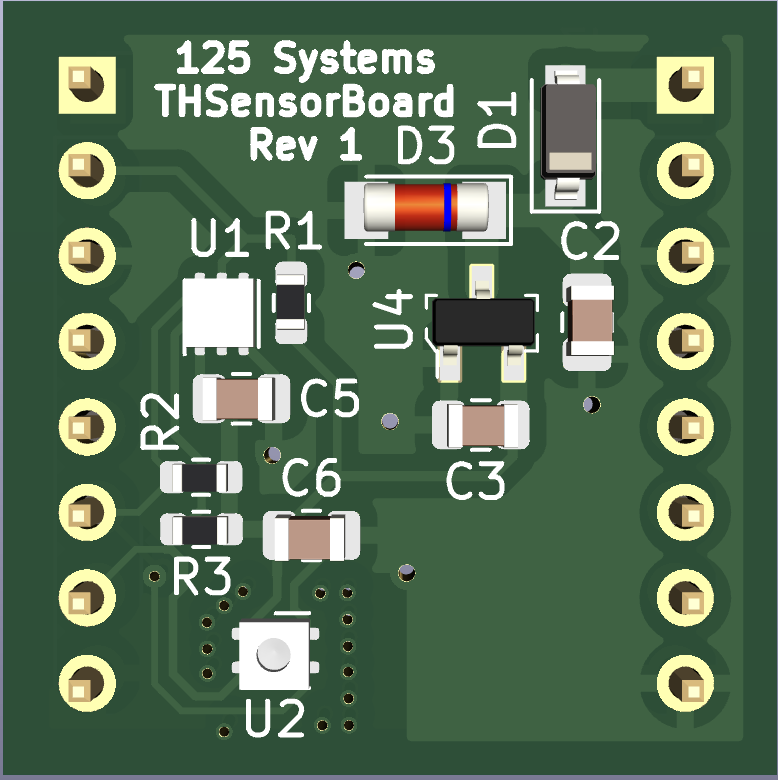 125 Systems
THSensorBoard
Rev 1
D3
D1
U1
R1
C2
U4
R2
C5
C6
C3
R3
U2